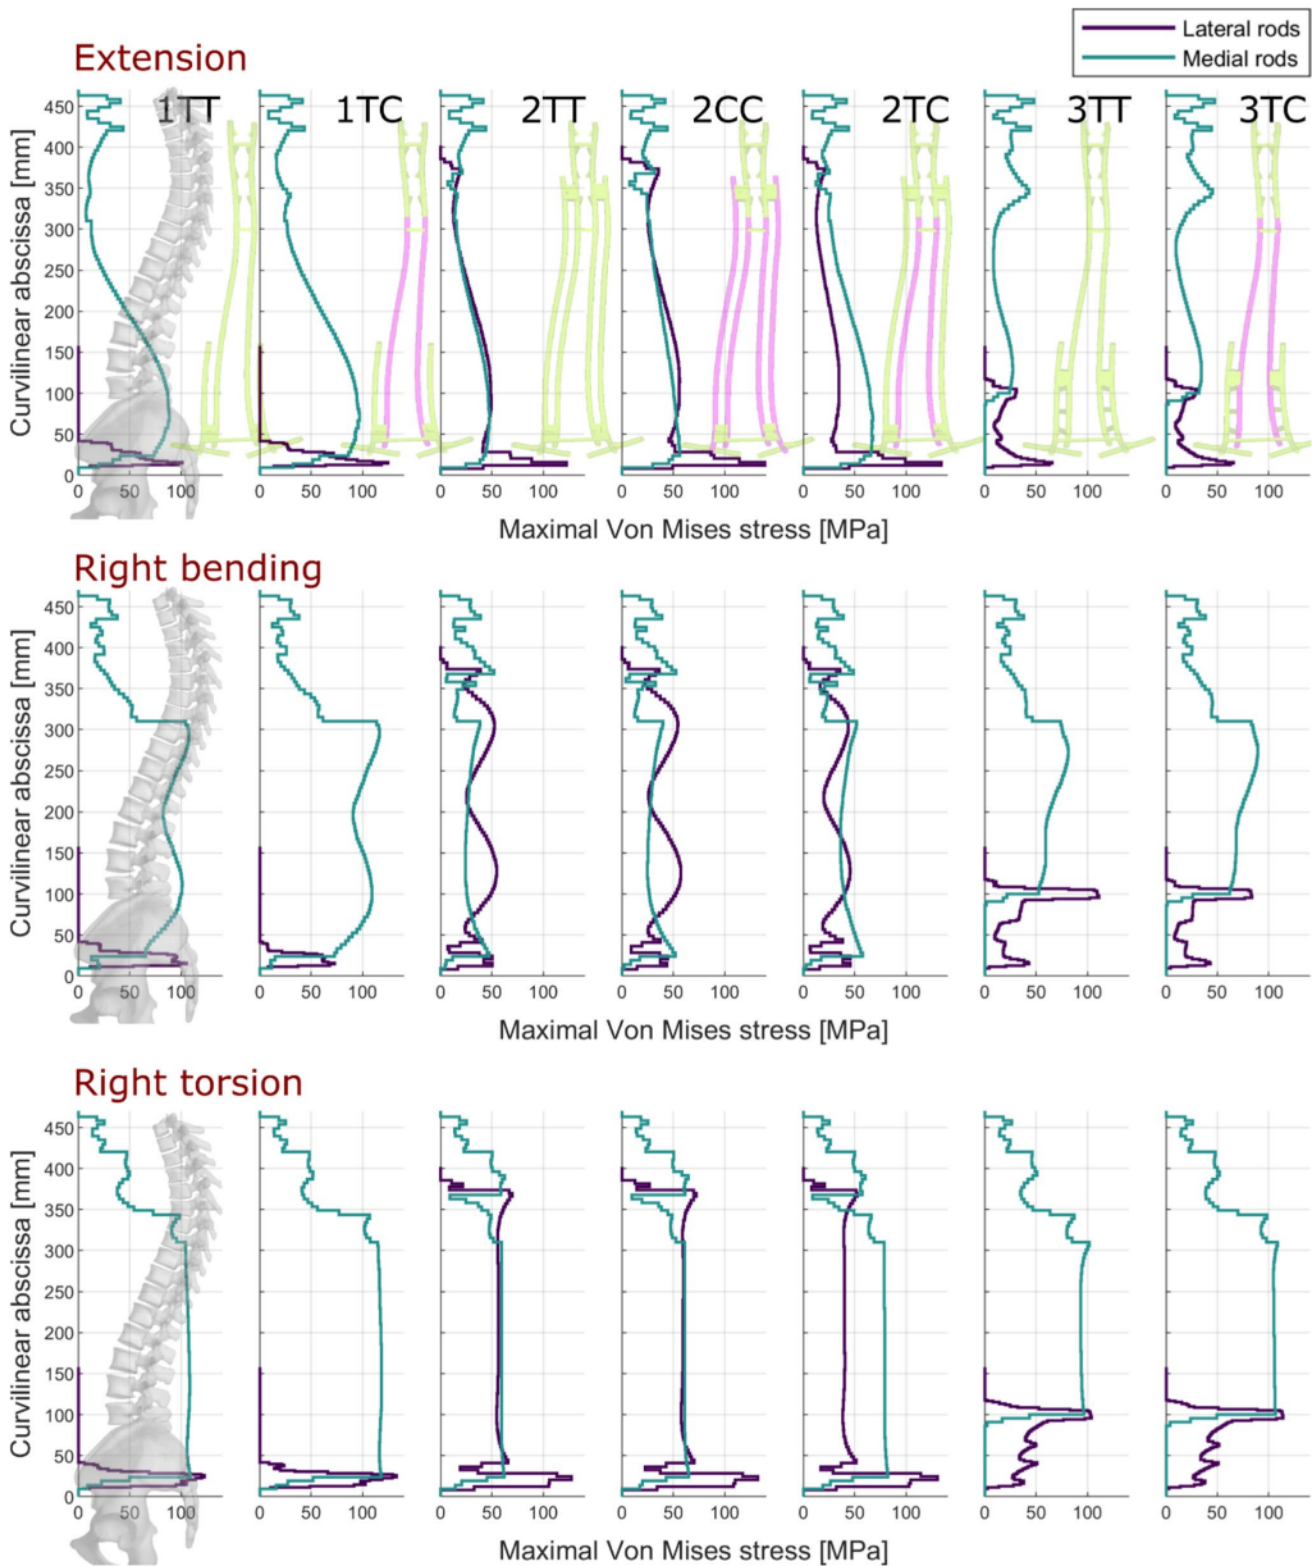 Lateral rods
Medial rods
Extension
1TT 1TC 2TT 2CC 2TC 3TT 3TC
Curvilinear abscissa [mm]
450
400
350
300
250
200
150
100
50
0
0 50 100 0 50 100 0 50 100 0 50 100 0 50 100 0 50 100 0 50 100
Maximal Von Mises stress [MPa]
Right bending
Curvilinear abscissa [mm]
450
400
350
300
250
200
150
100
50
0
0 50 100 0 50 100 0 50 100 0 50 100 0 50 100 0 50 100 0 50 100
Maximal Von Mises stress [MPa]
Right torsion
Curvilinear abscissa [mm]
450
400
350
300
250
200
150
100
50
0
0 50 100 0 50 100 0 50 100 0 50 100 0 50 100 0 50 100 0 50 100
Maximal Von Mises stress [MPa]